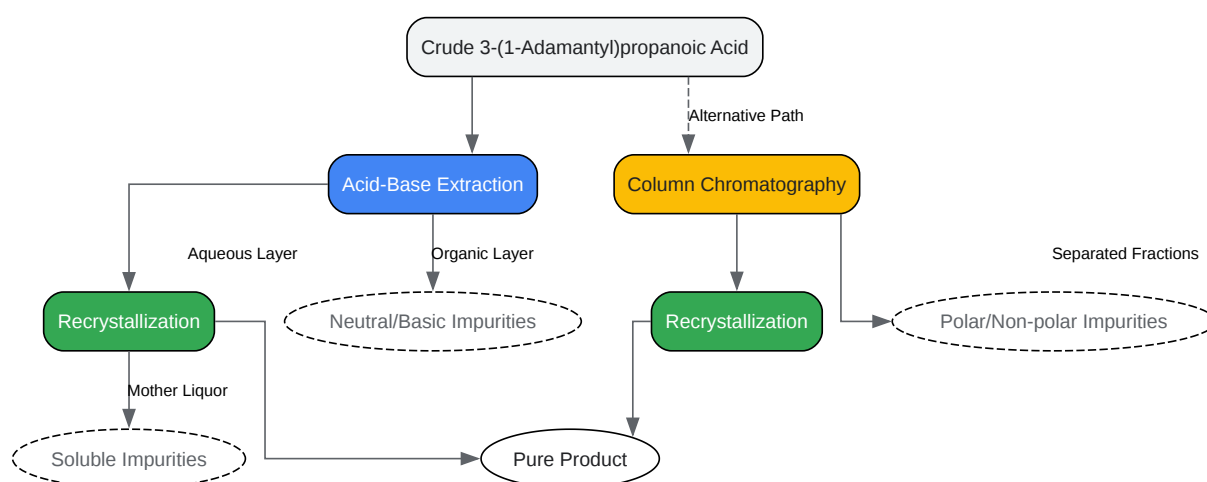 Crude 3-(1-Adamantyl)propanoic Acid
Alternative Path
Acid-Base Extraction
Column Chromatography
Aqueous Layer
Organic Layer
Separated Fractions
Recrystallization
Neutral/Basic Impurities
Recrystallization
Polar/Non-polar Impurities
Mother Liquor
Soluble Impurities
Pure Product